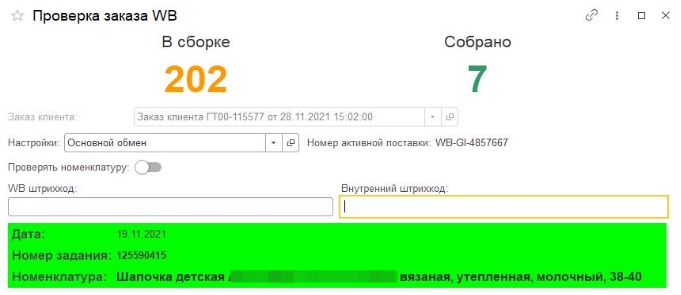 Проверка заказа WB
В сборке
Собрано
202
7
Заказ клиента: Заказ клиента ГТ00-115577 от 28.11.2021 15:02:00
Настройки: Основной обмен Номер активной поставки: WB-GI-4857667
Проверять номенклатуру:
WB штрихкод: Внутренний штрихкод:
Дата: 19.11.2021
Номер задания: 125590415
Номенклатура: Шапочка детская вязаная, утепленная, молочный, 38-40